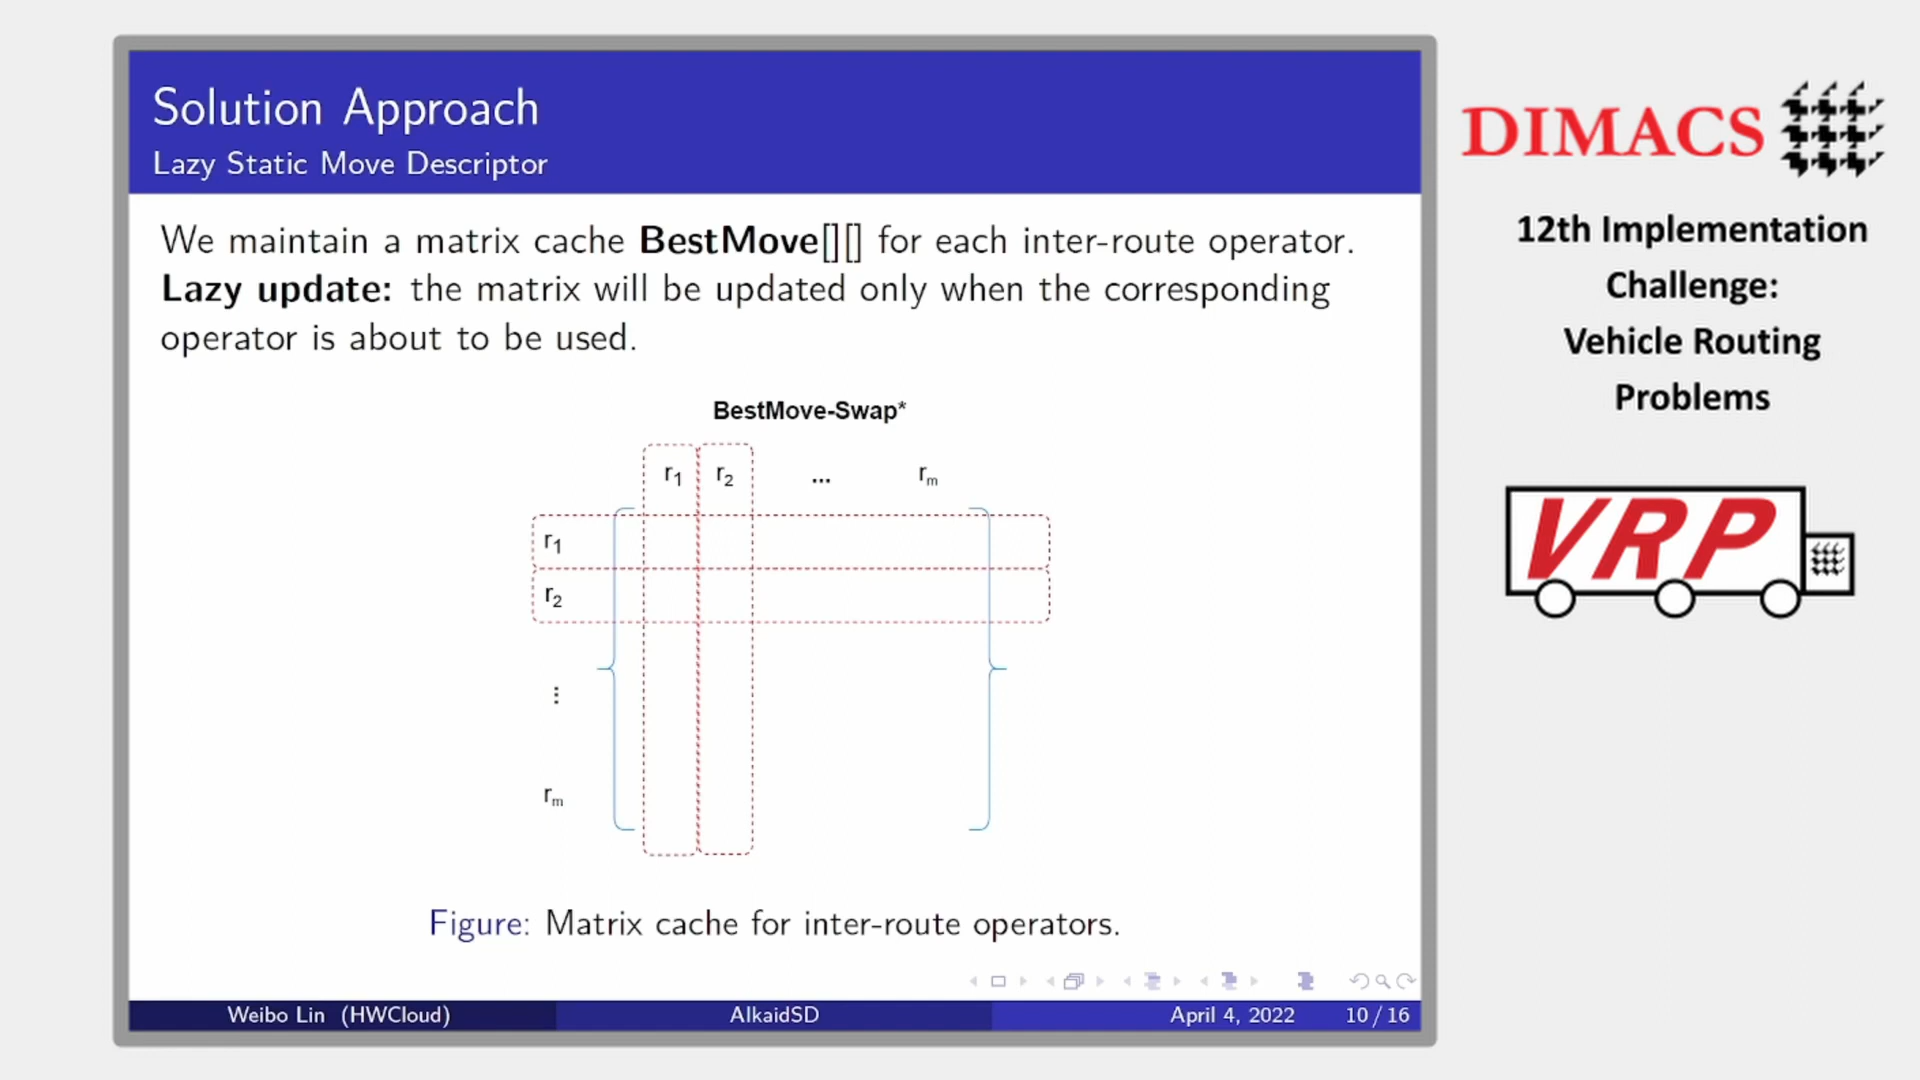 Solution Approach
Lazy Static Move Descriptor
We maintain a matrix cache BestMove[][] for each inter-route operator.
Lazy update: the matrix will be updated only when the corresponding
operator is about to be used.
BestMove-Swap*
r1 r2 ... rm
r1
r2
⋮
rm
Figure: Matrix cache for inter-route operators.
Weibo Lin (HWCloud) AlkaidSD April 4, 2022 10 / 16
DIMACS
12th Implementation
Challenge:
Vehicle Routing
Problems
VRP